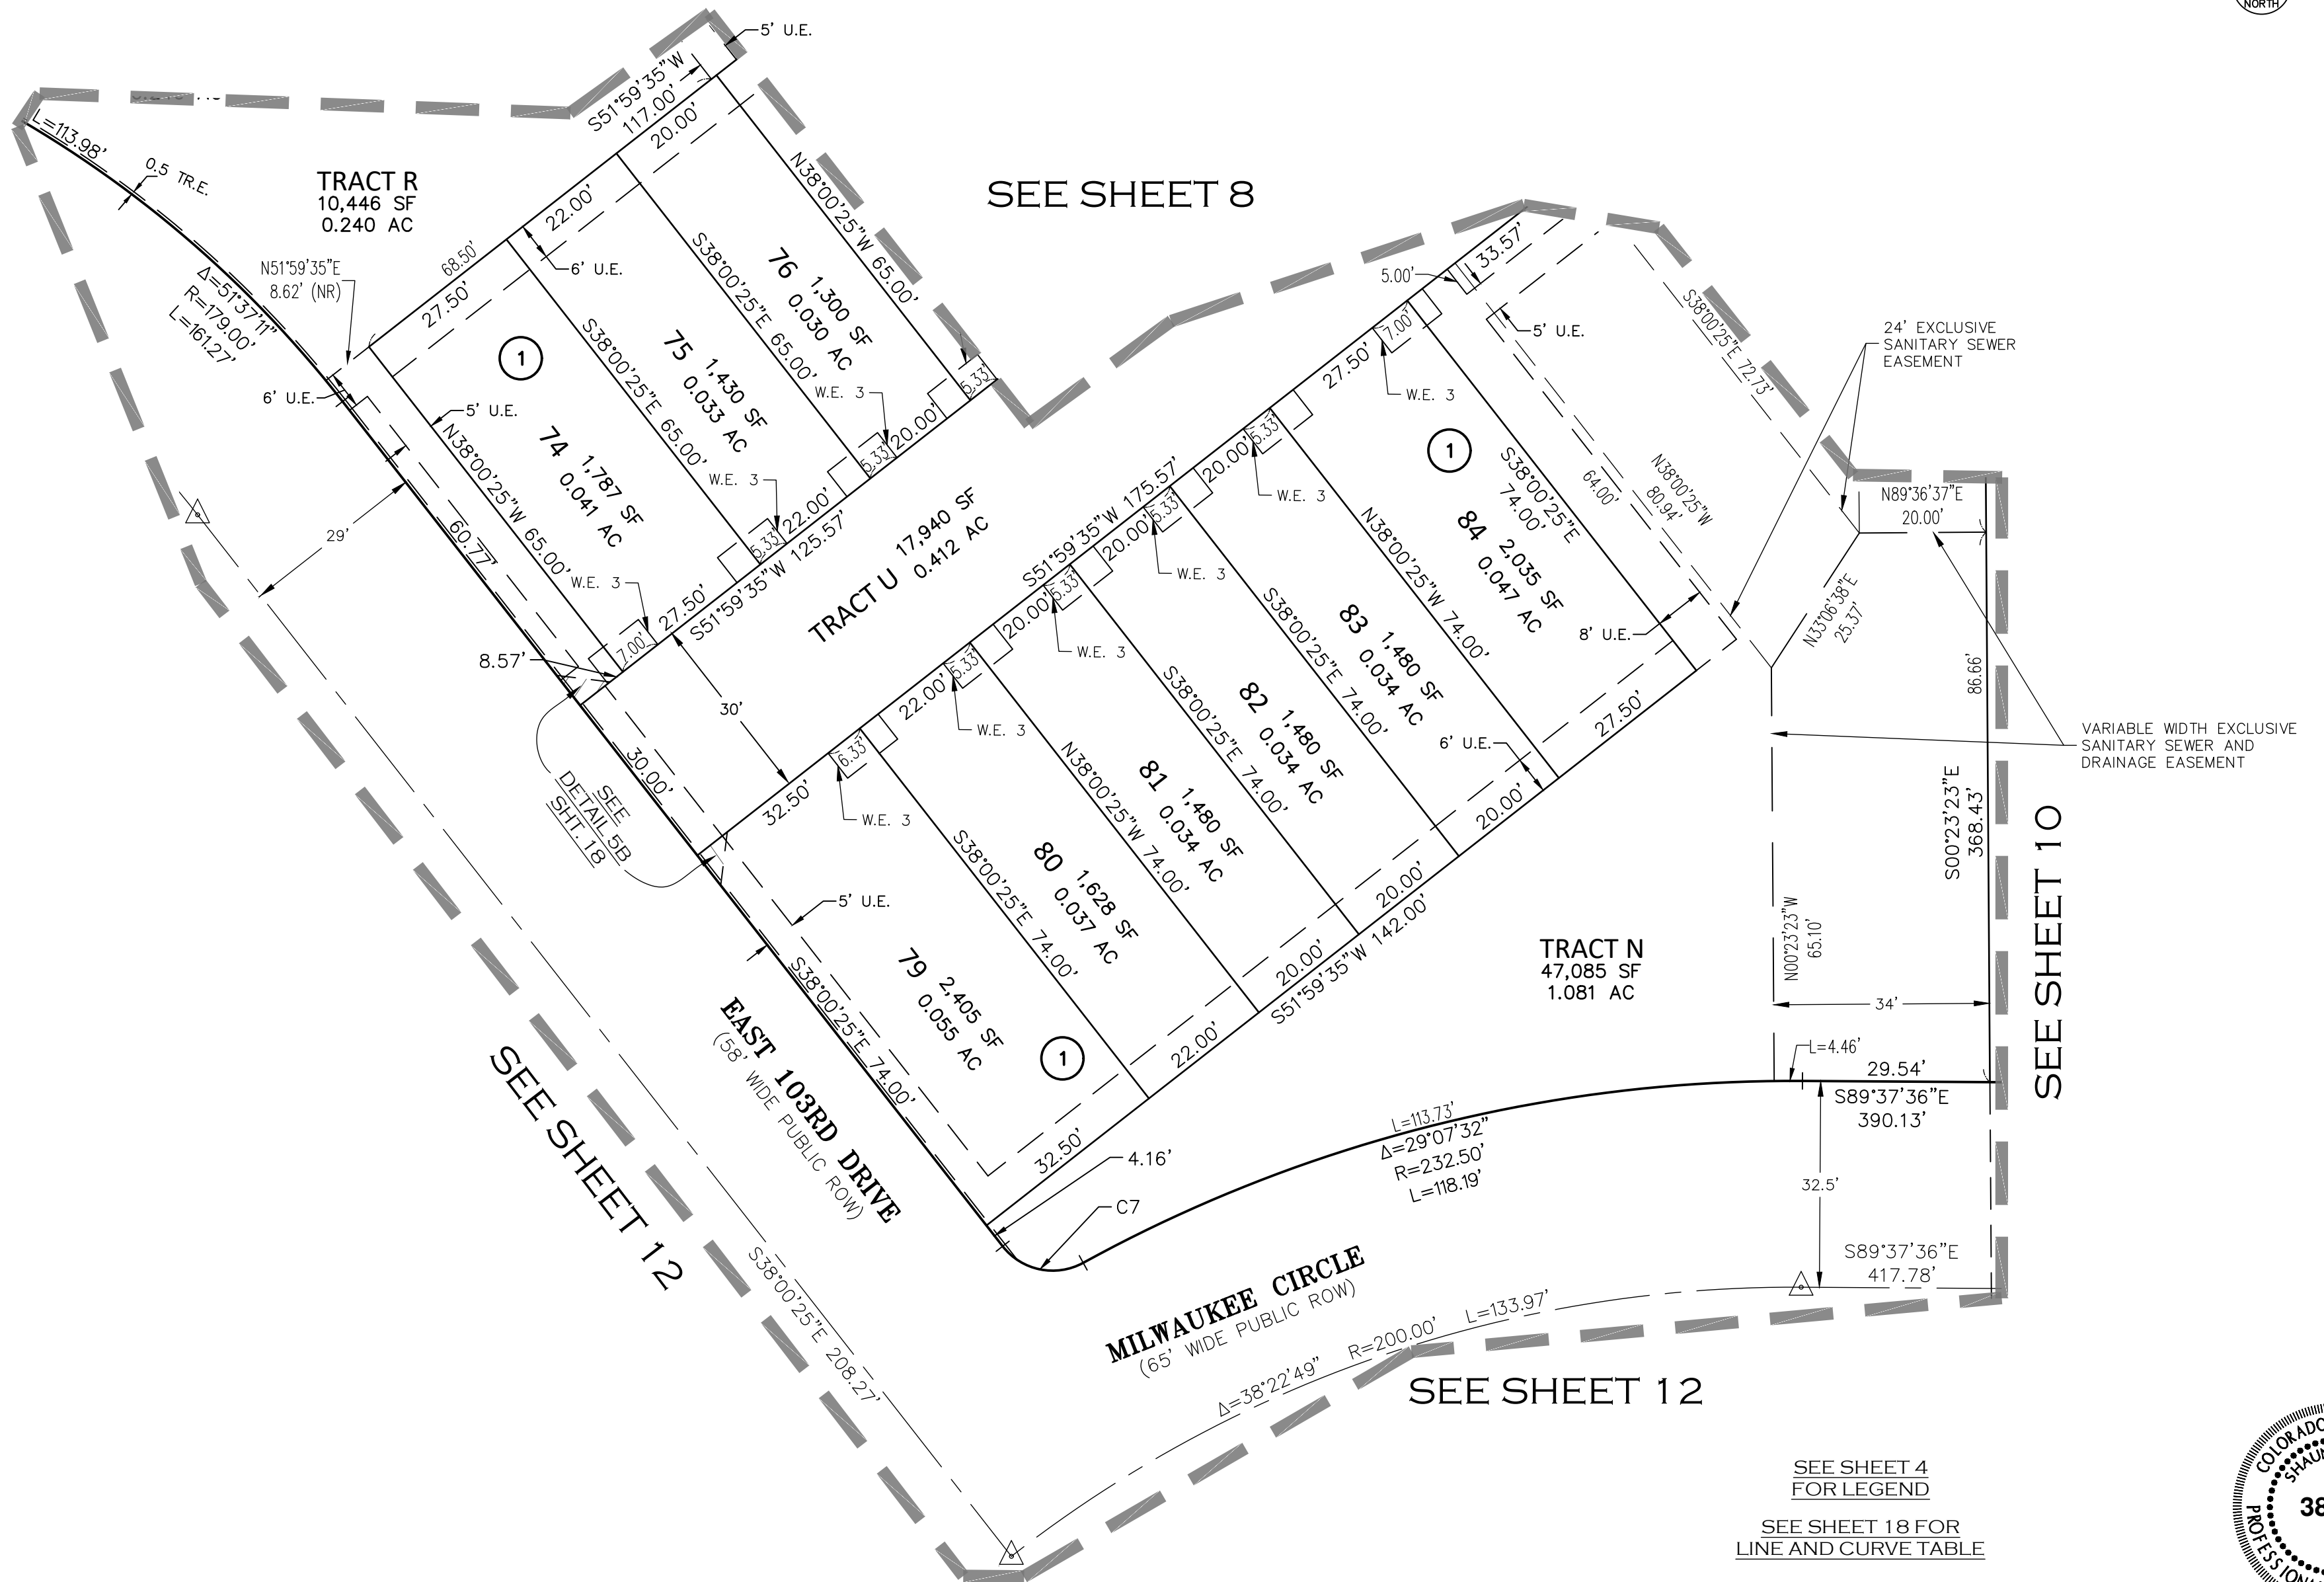 NORTH
5' U.E.
S51°59'35"W
117.00'
20.00'
L=113.98'
0.5 TR.E.
TRACT R
10,446 SF
0.240 AC
N51°59'35"E
8.62' (NR)
Δ=51°37'11"
R=179.00'
L=161.27'
68.50'
22.00'
27.50'
6' U.E.
N38°00'25"W 65.00'
SEE SHEET 8
76
1,300 SF
0.030 AC
S38°00'25"E 65.00'
75
1,430 SF
0.033 AC
S38°00'25"E 65.00'
1
74
1,787 SF
0.041 AC
5' U.E.
N38°00'25"W 65.00'
6' U.E.
W.E. 3
5.33'
20.00'
5.33'
W.E. 3
22.00'
5.33'
W.E. 3
27.50'
7.00'
S51°59'35"W 125.57'
60.77'
29'
8.57'
30'
30.00'
SEE
DETAIL 5B
SHT. 18
TRACT U
17,940 SF
0.412 AC
S51°59'35"W 175.57'
33.57'
5.00'
5' U.E.
7.00'
W.E. 3
27.50'
5.33'
W.E. 3
20.00'
5.33'
W.E. 3
20.00'
5.33'
W.E. 3
20.00'
5.33'
W.E. 3
22.00'
6.33'
W.E. 3
32.50'
S38°00'25"E 72.73'
24' EXCLUSIVE
SANITARY SEWER
EASEMENT
N38°00'25"W
80.94'
64.00'
S38°00'25"E
74.00'
1
84
2,035 SF
0.047 AC
8' U.E.
N38°00'25"W 74.00'
83
1,480 SF
0.034 AC
6' U.E.
S38°00'25"E 74.00'
82
1,480 SF
0.034 AC
S38°00'25"E 74.00'
81
1,480 SF
0.034 AC
N38°00'25"W 74.00'
80
1,628 SF
0.037 AC
S38°00'25"E 74.00'
79
2,405 SF
0.055 AC
1
5' U.E.
S38°00'25"E 74.00'
27.50'
20.00'
20.00'
20.00'
22.00'
32.50'
S51°59'35"W 142.00'
N89°36'37"E
20.00'
N33°06'38"E
25.37'
86.66'
VARIABLE WIDTH EXCLUSIVE
SANITARY SEWER AND
DRAINAGE EASEMENT
S00°23'23"E
368.43'
SEE SHEET 10
N00°23'23"W
65.10'
34'
TRACT N
47,085 SF
1.081 AC
L=4.46'
29.54'
S89°37'36"E
390.13'
L=113.73'
Δ=29°07'32"
R=232.50'
L=118.19'
4.16'
C7
32.5'
S89°37'36"E
417.78'
EAST 103RD DRIVE
(58' WIDE PUBLIC ROW)
SEE SHEET 12
S38°00'25"E 208.27'
MILWAUKEE CIRCLE
(65' WIDE PUBLIC ROW)
Δ=38°22'49"
R=200.00'
L=133.97'
SEE SHEET 12
SEE SHEET 4
FOR LEGEND
SEE SHEET 18 FOR
LINE AND CURVE TABLE
COLORADO
SHAUN
38